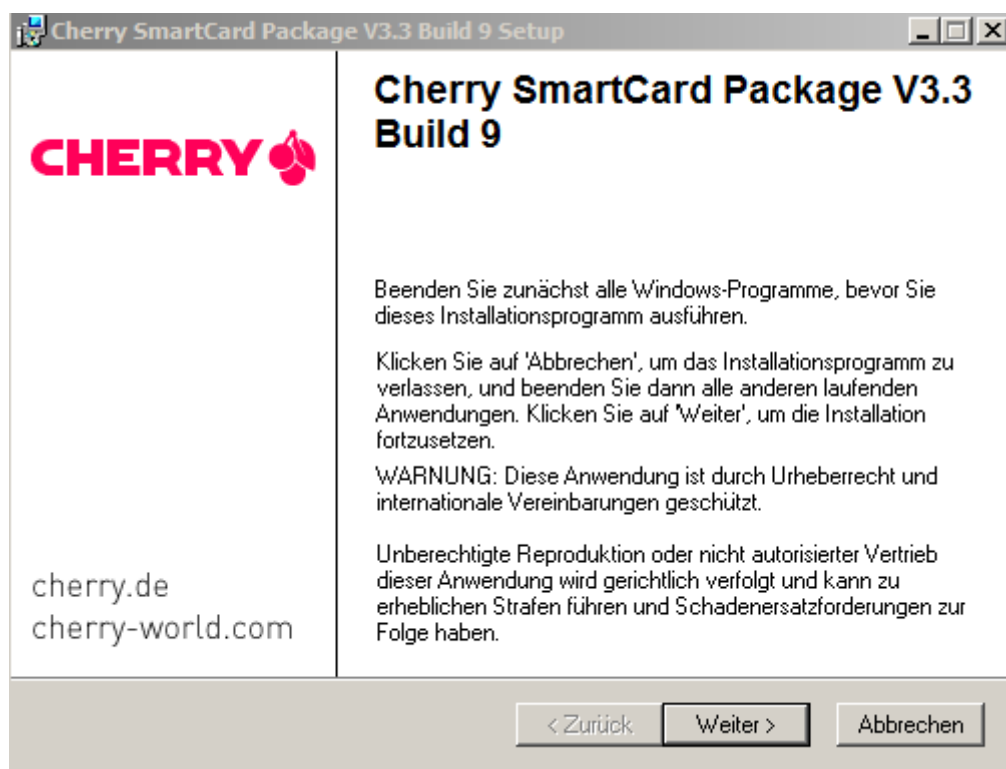 Cherry SmartCard Package V3.3 Build 9 Setup
CHERRY
Cherry SmartCard Package V3.3
Build 9
Beenden Sie zunächst alle Windows-Programme, bevor Sie
dieses Installationsprogramm ausführen.
Klicken Sie auf 'Abbrechen', um das Installationsprogramm zu
verlassen, und beenden Sie dann alle anderen laufenden
Anwendungen. Klicken Sie auf 'Weiter', um die Installation
fortzusetzen.
WARNUNG: Diese Anwendung ist durch Urheberrecht und
internationale Vereinbarungen geschützt.
Unberechtigte Reproduktion oder nicht autorisierter Vertrieb
dieser Anwendung wird gerichtlich verfolgt und kann zu
erheblichen Strafen führen und Schadenersatzforderungen zur
Folge haben.
cherry.de
cherry-world.com
< Zurück
Weiter >
Abbrechen